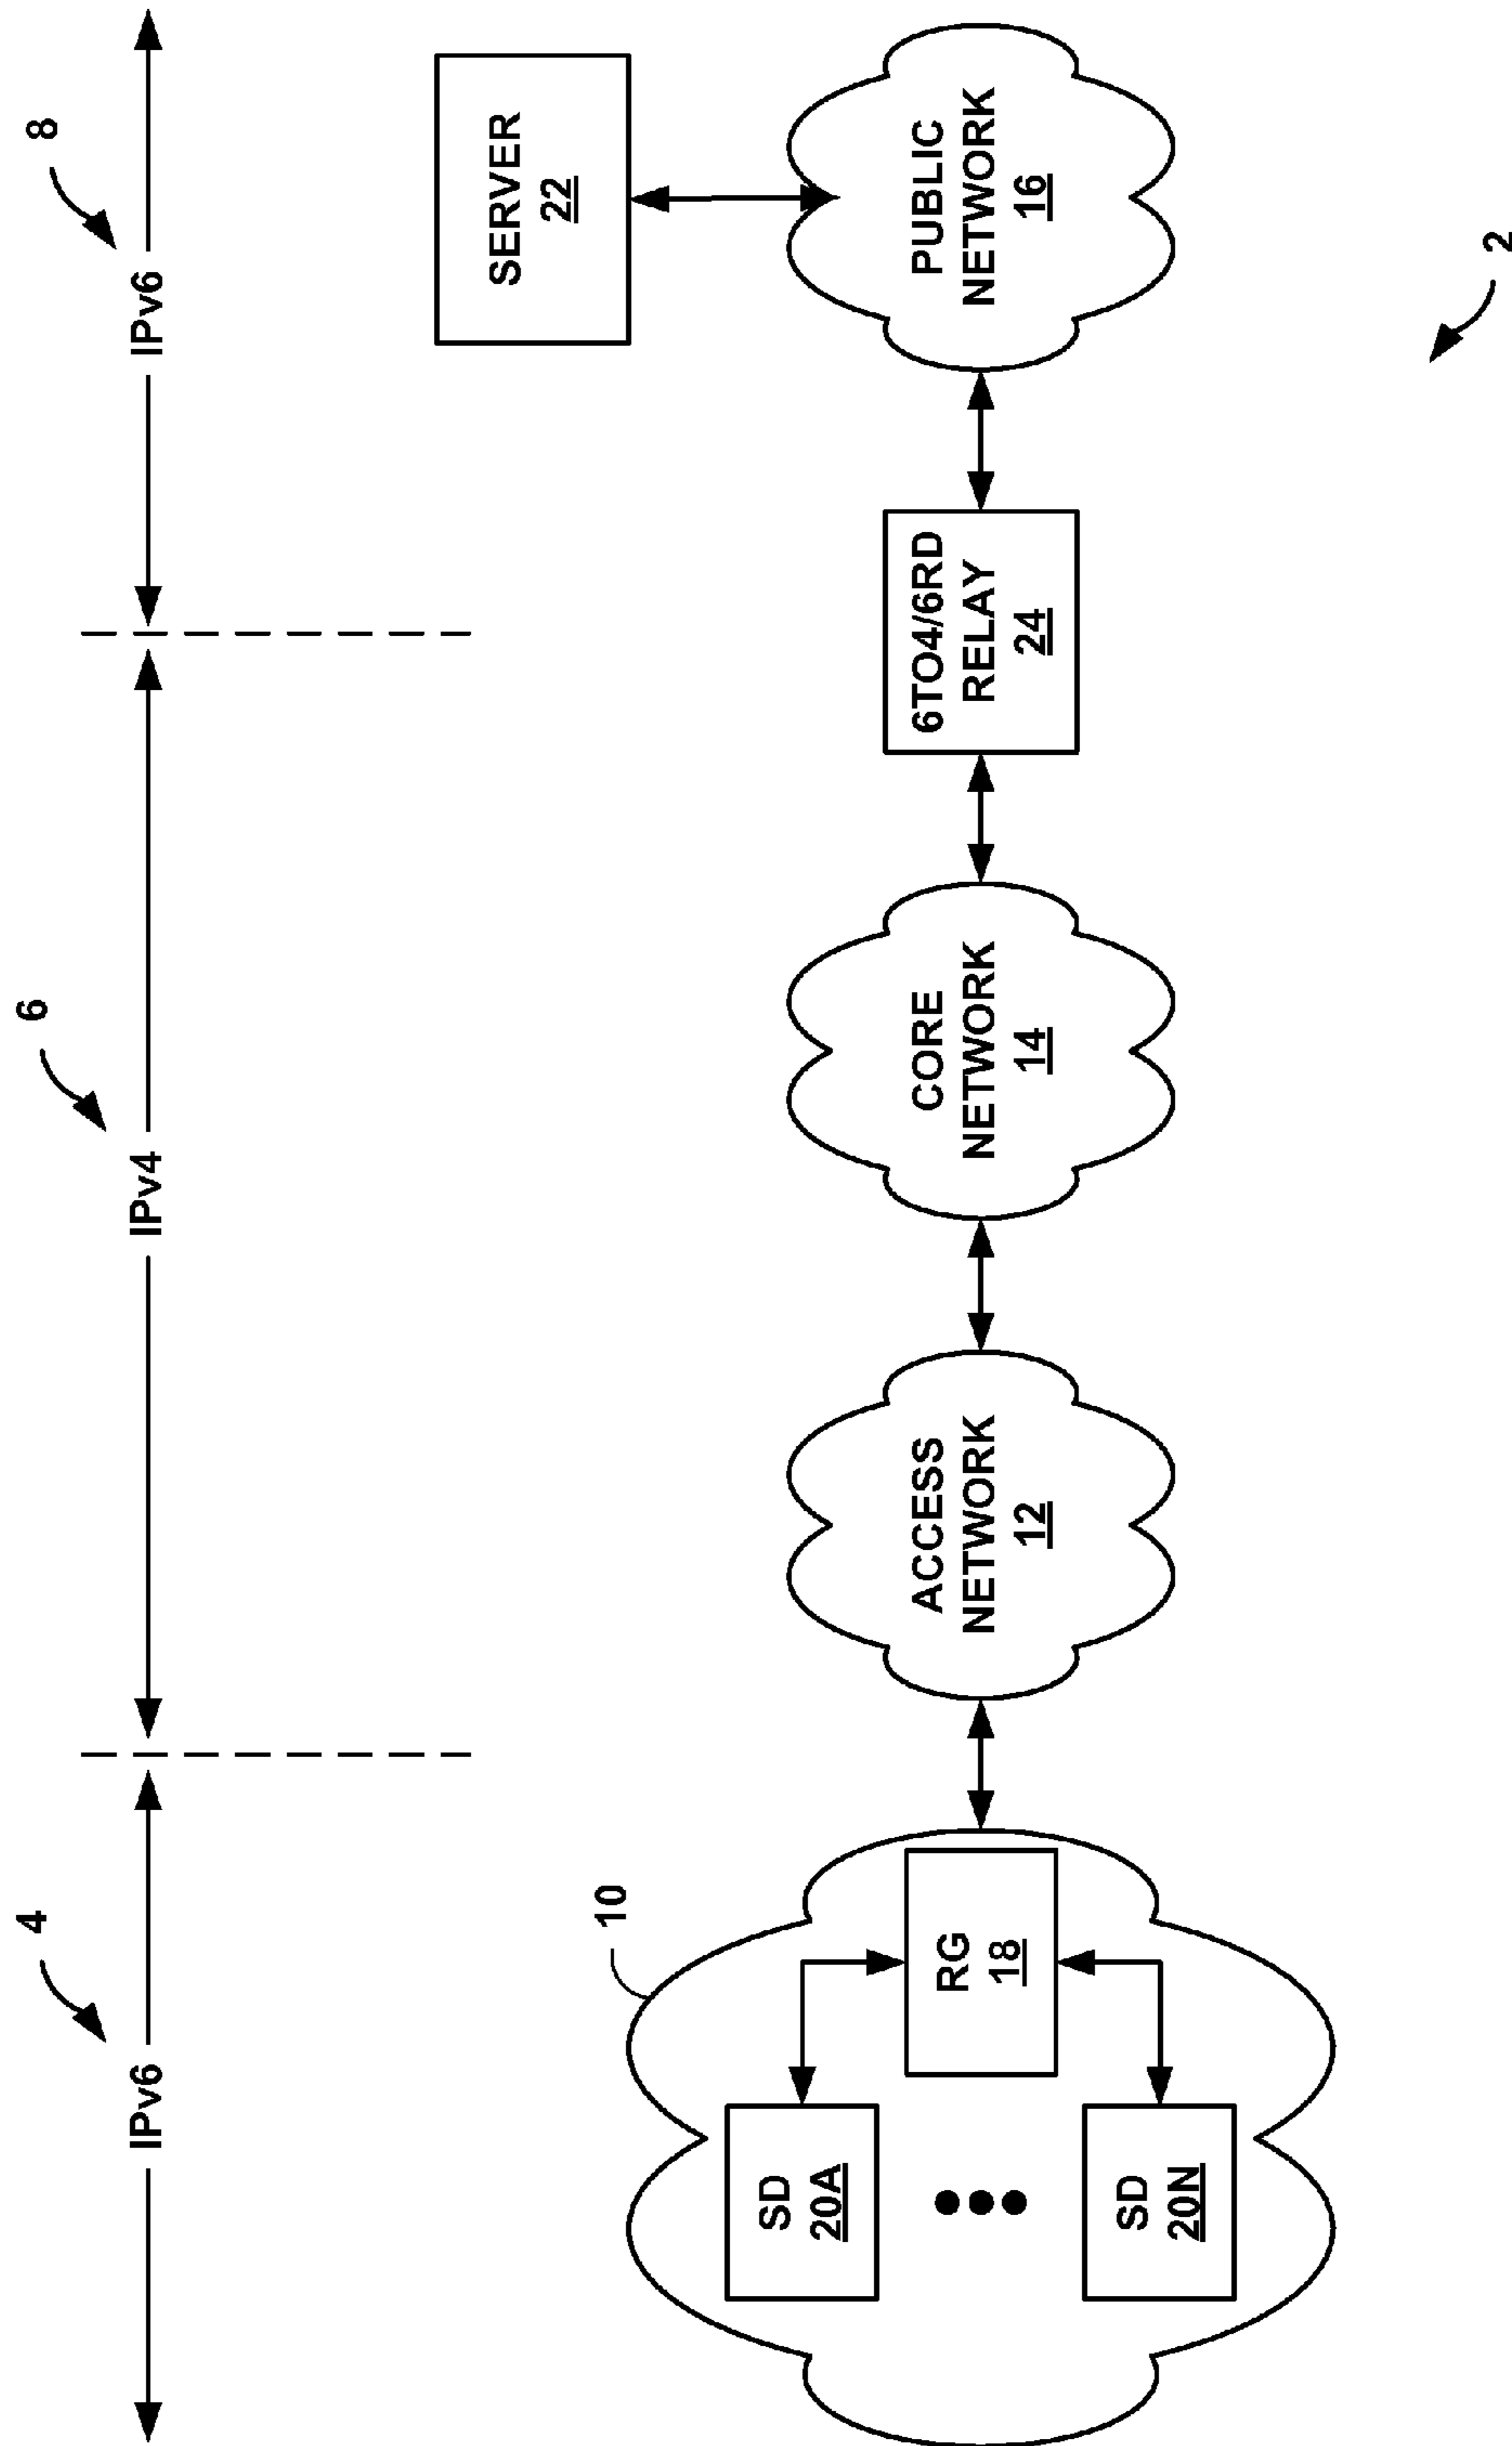 4
6
8
IPv6
IPv4
IPv6
SERVER
22
10
SD
20A
RG
18
SD
20N
ACCESS
NETWORK
12
CORE
NETWORK
14
6TO4/6RD
RELAY
24
PUBLIC
NETWORK
16
2